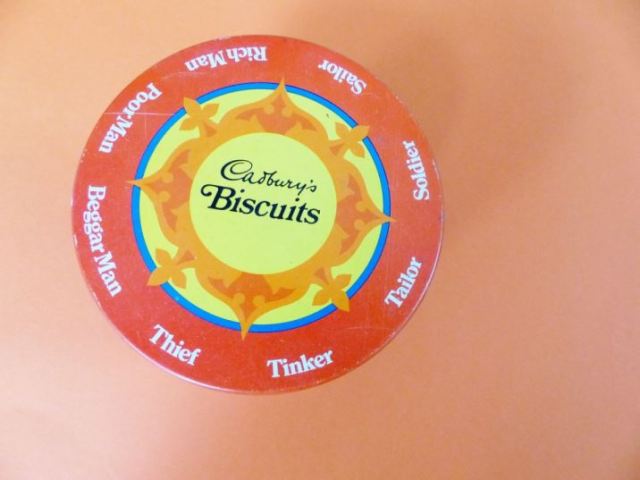 Cadbury's
Biscuits
Tinker
Tailor
Soldier
Sailor
Rich Man
Poor Man
Beggar Man
Thief